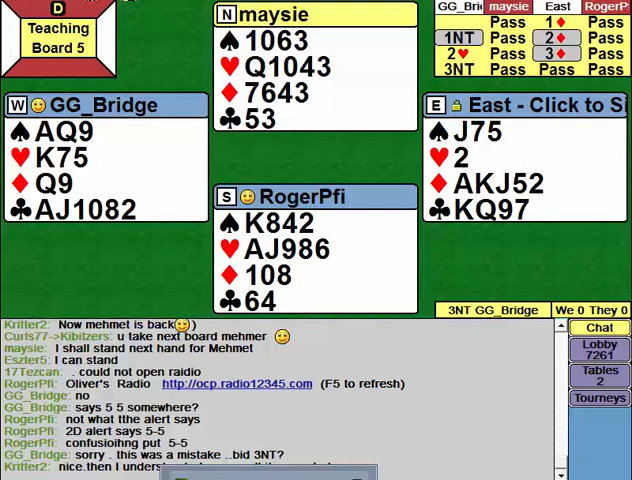 D
Teaching
Board 5
N maysie
♠ 1063
♥ Q1043
♦ 7643
♣ 53
maysie East RogerP
Pass 1♦ Pass
1NT Pass 2♦ Pass
2♥ Pass 3♦ Pass
3NT Pass Pass Pass
W GG_Bridge
♠ AQ9
♥ K75
♦ Q9
♣ AJ1082
E East - Click to Si
♠ J75
♥ 2
♦ AKJ52
♣ KQ97
S RogerPfi
♠ K842
♥ AJ986
♦ 108
♣ 64
3NT GG_Bridge We 0 They 0
Kritter2: Now mehmet is back )
Curls77->Kibitzers: u take next board mehmer
maysie: I shall stand next hand for Mehmet
Eszter5: I can stand
17Tezcan: . could not open raidio
RogerPfi: Oliver's Radio http://ocp.radio12345.com (F5 to refresh)
GG_Bridge: no
GG_Bridge: says 5 5 somewhere?
RogerPfi: not what tthe alert says
RogerPfi: 2D alert says 5-5
RogerPfi: confusioihng put 5-5
GG_Bridge: sorry . this was a mistake ..bid 3NT?
Kritter2: nice.then I
Chat
Lobby
7261
Tables
2
Tourneys